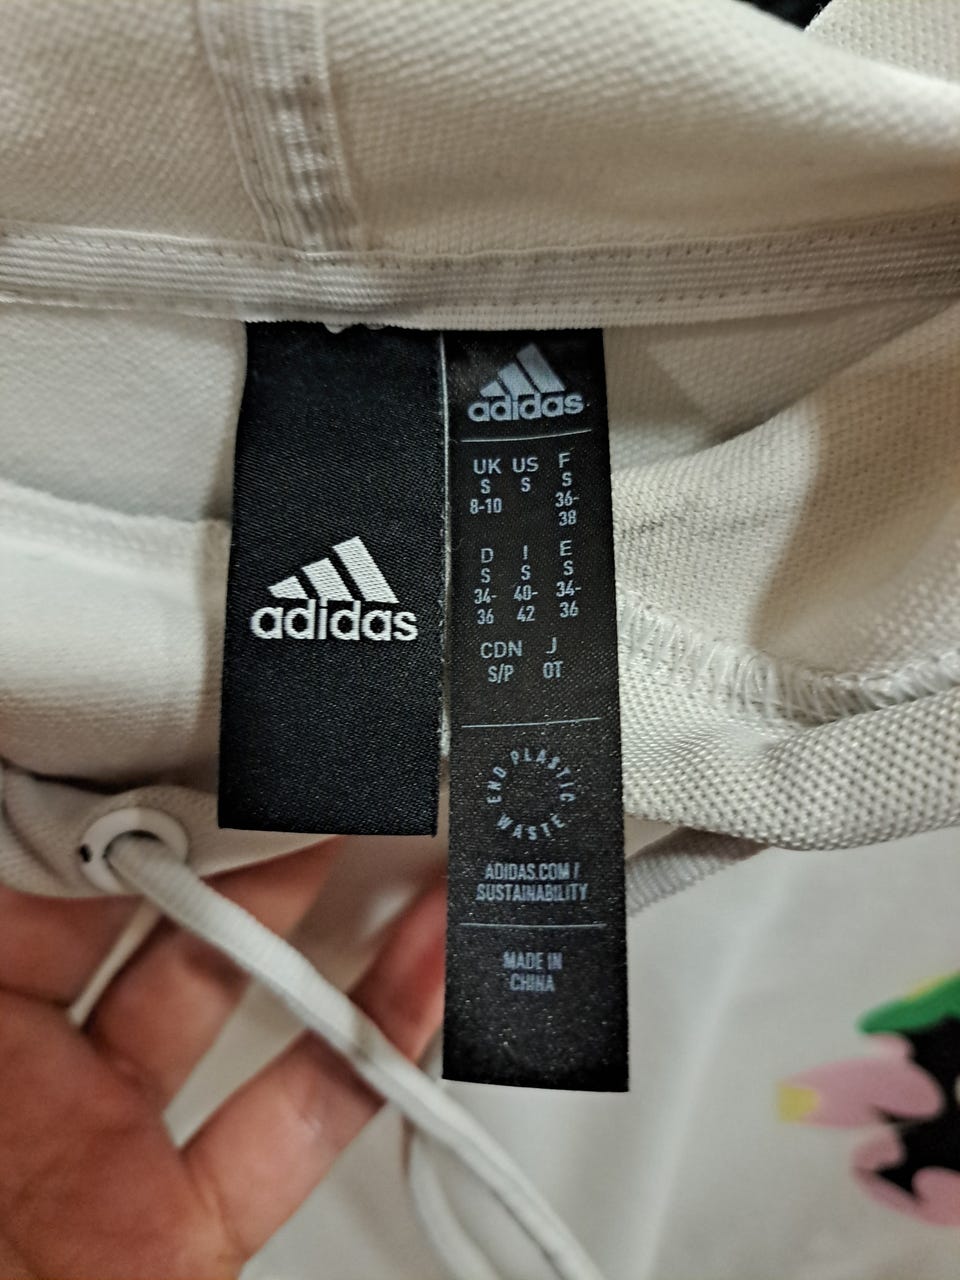 adidas
adidas
UK US F
S S S
8-10 36-
38
D I E
S S S
34- 40- 34-
36 42 36
CDN J
S/P OT
END PLASTIC WASTE
ADIDAS.COM/
SUSTAINABILITY
MADE IN
CHINA